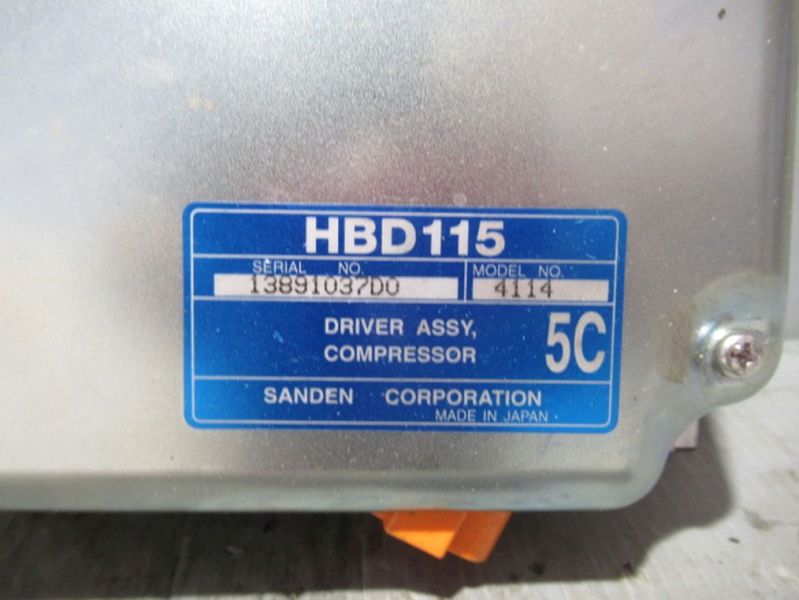 HBD115
SERIAL NO. MODEL NO.
13891037D0 4114
DRIVER ASSY, 5C
COMPRESSOR
SANDEN CORPORATION
MADE IN JAPAN